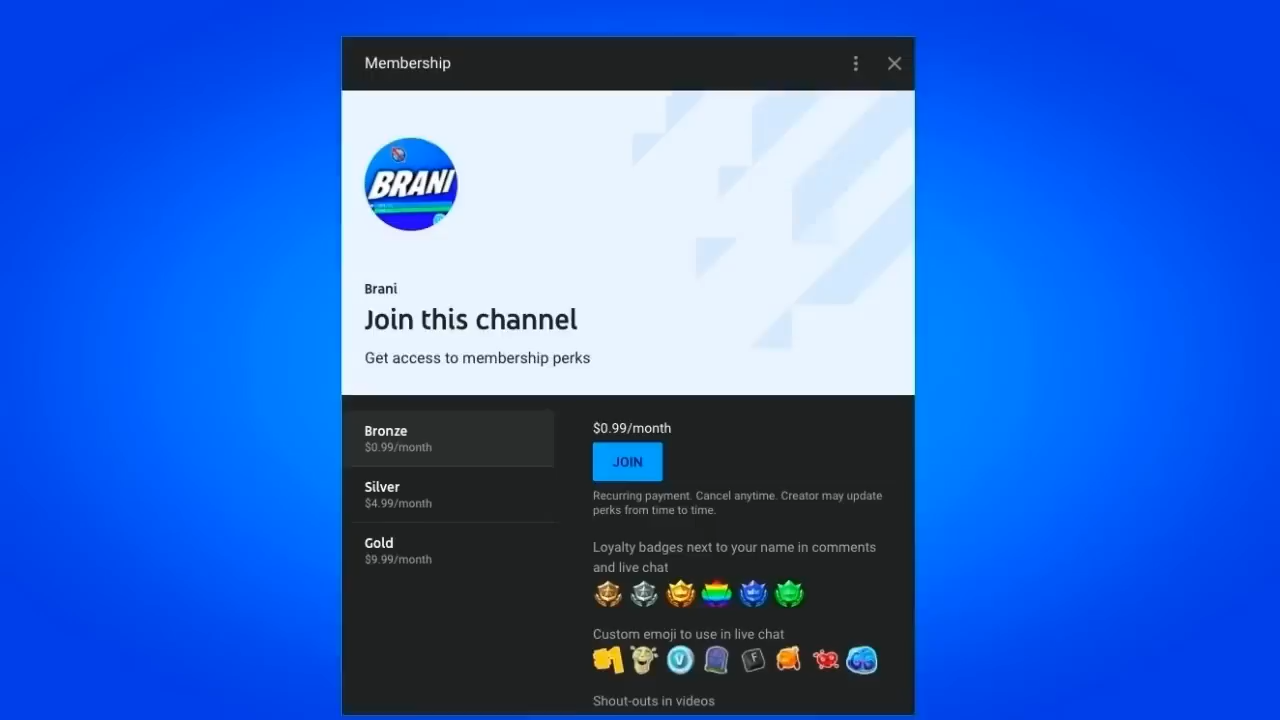 Membership
BRANI
Brani
Join this channel
Get access to membership perks
Bronze
$0.99/month
Silver
$4.99/month
Gold
$9.99/month
$0.99/month
JOIN
Recurring payment. Cancel anytime. Creator may update
perks from time to time.
Loyalty badges next to your name in comments
and live chat
Custom emoji to use in live chat
#1
V
F
GG
Shout-outs in videos